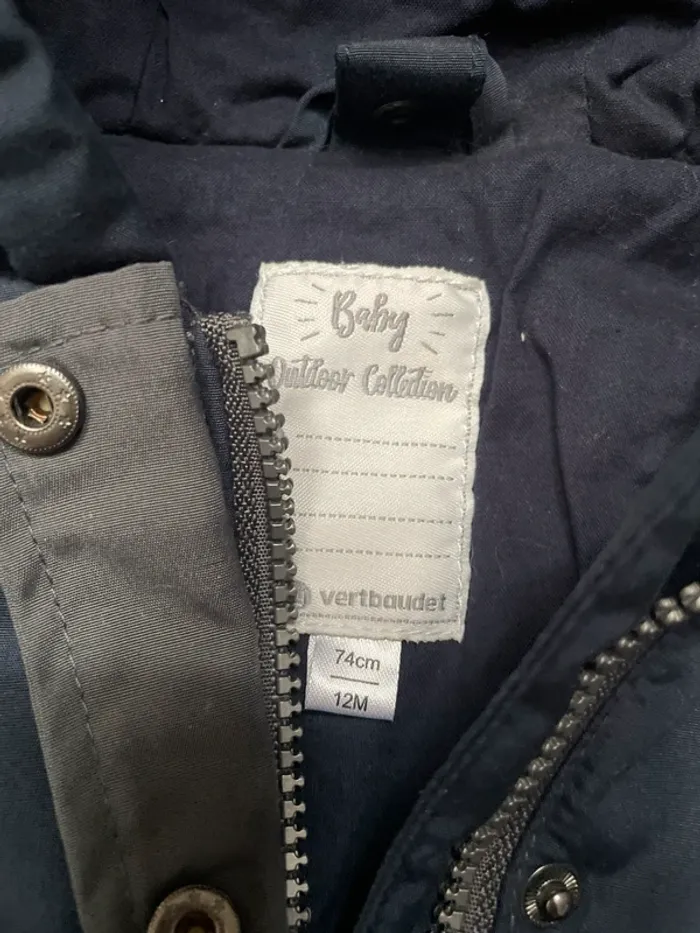 Baby
Outdoor Collection
vertbaudet
74cm
12M